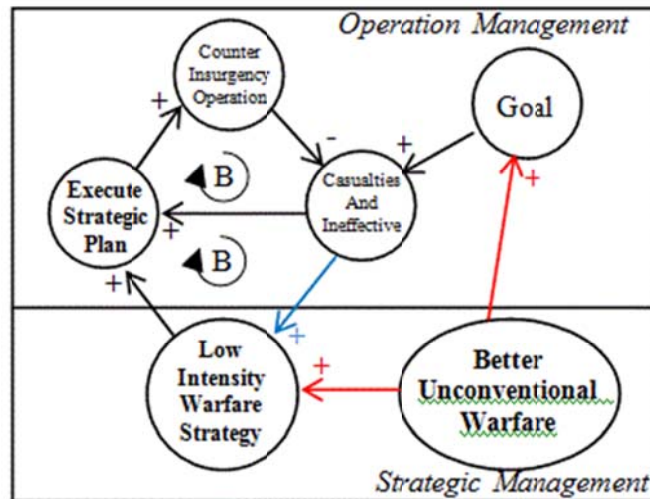 Operation Management
Counter
Insurgency
Operation
Goal
+
-
+
+
B
Execute
Strategic
Plan
Casualties
And
Ineffective
+
B
+
+
Low
Intensity
Warfare
Strategy
+
Better
Unconventional
Warfare
Strategic Management